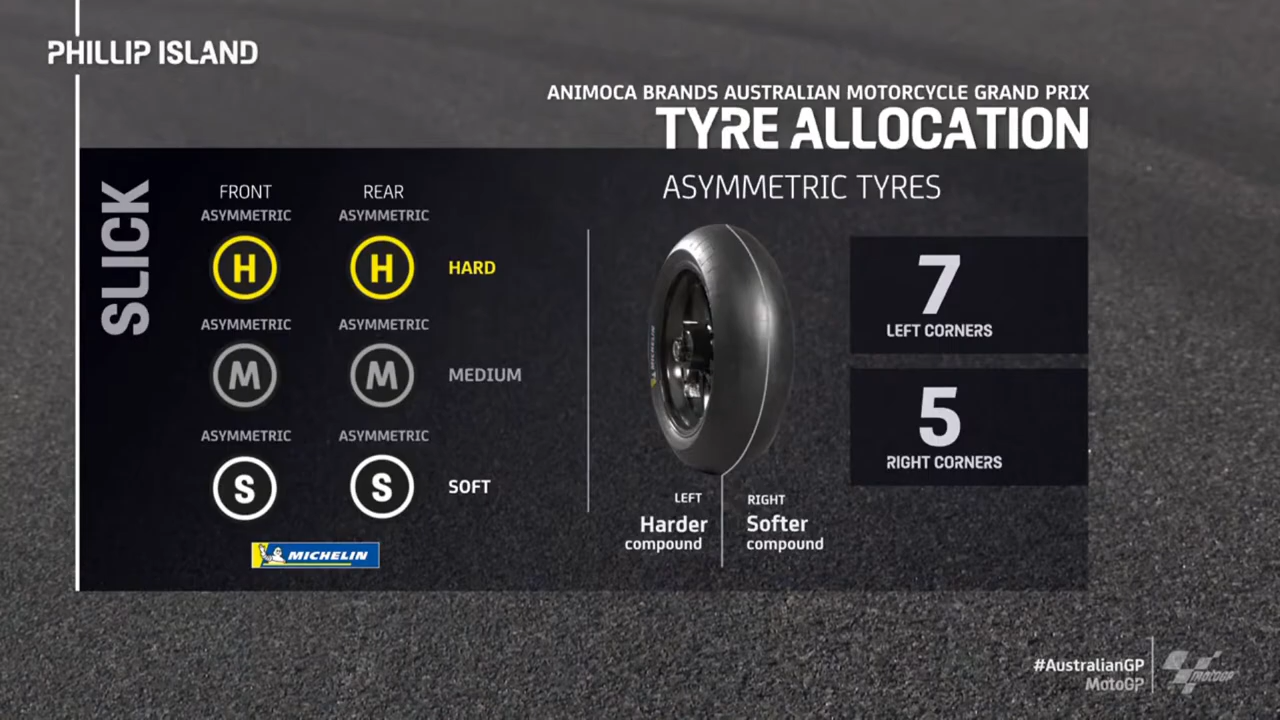 PHILLIP ISLAND
ANIMOCA BRANDS AUSTRALIAN MOTORCYCLE GRAND PRIX
TYRE ALLOCATION
SLICK
FRONT REAR
ASYMMETRIC ASYMMETRIC
H H HARD
ASYMMETRIC ASYMMETRIC
M M MEDIUM
ASYMMETRIC ASYMMETRIC
S S SOFT
MICHELIN
ASYMMETRIC TYRES
MICHELIN
LEFT RIGHT
Harder Softer
compound compound
7
LEFT CORNERS
5
RIGHT CORNERS
#AustralianGP
MotoGP
MotoGP